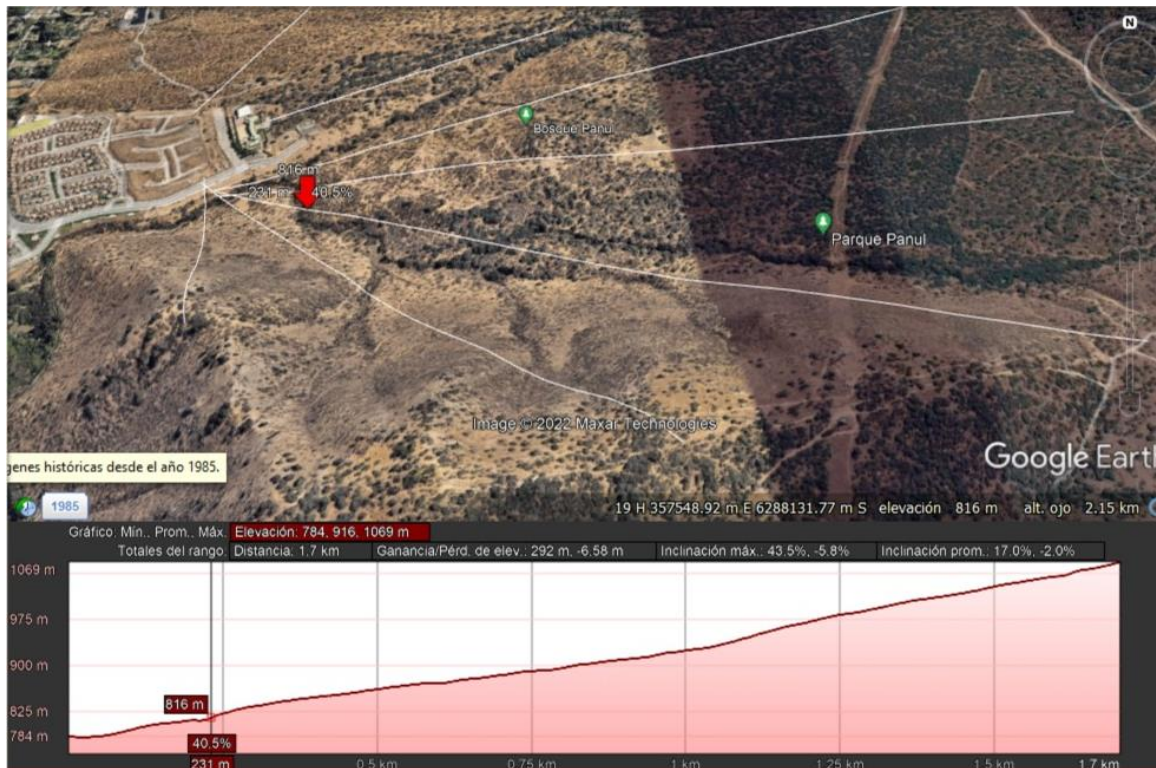 N
Bosque Panul
816 m
231 m 40.5%
Parque Panul
Image © 2022 Maxar Technologies
genes históricas desde el año 1985.
Google Earth
1985
19 H 357548.92 m E 6288131.77 m S elevación 816 m alt. ojo 2.15 km
Gráfico: Mín., Prom., Máx. Elevación: 784, 916, 1069 m
Totales del rango: Distancia: 1.7 km Ganancia/Pérd. de elev.: 292 m, -6.58 m Inclinación máx.: 43.5%, -5.8% Inclinación prom.: 17.0%, -2.0%
1069 m
975 m
900 m
816 m
825 m
784 m
40.5%
231 m 0.5 km 0.75 km 1 km 1.25 km 1.5 km 1.7 km